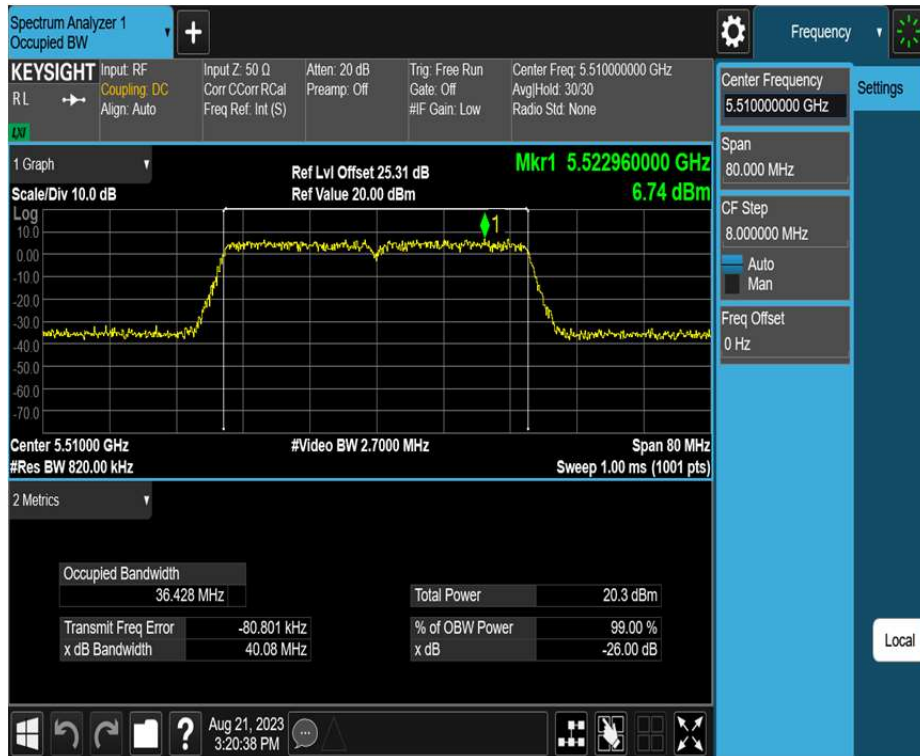 Spectrum Analyzer 1
Occupied BW
Frequency
KEYSIGHT
R L
LXI
Input: RF
Coupling: DC
Align: Auto
Input Z: 50 Ω
Corr CCorr RCal
Freq Ref: Int (S)
Atten: 20 dB
Preamp: Off
Trig: Free Run
Gate: Off
#IF Gain: Low
Center Freq: 5.510000000 GHz
Avg|Hold: 30/30
Radio Std: None
Center Frequency
5.510000000 GHz
Settings
Span
80.000 MHz
CF Step
8.000000 MHz
Auto
Man
Freq Offset
0 Hz
Local
1 Graph
Scale/Div 10.0 dB
Ref Lvl Offset 25.31 dB
Ref Value 20.00 dBm
Mkr1 5.522960000 GHz
6.74 dBm
Log
1
10.0
0.00
-10.0
-20.0
-30.0
-40.0
-50.0
-60.0
-70.0
Center 5.51000 GHz
#Video BW 2.7000 MHz
Span 80 MHz
#Res BW 820.00 kHz
Sweep 1.00 ms (1001 pts)
2 Metrics
Occupied Bandwidth
36.428 MHz
Total Power 20.3 dBm
Transmit Freq Error -80.801 kHz
% of OBW Power 99.00 %
x dB Bandwidth 40.08 MHz
x dB -26.00 dB
?
Aug 21, 2023
3:20:38 PM